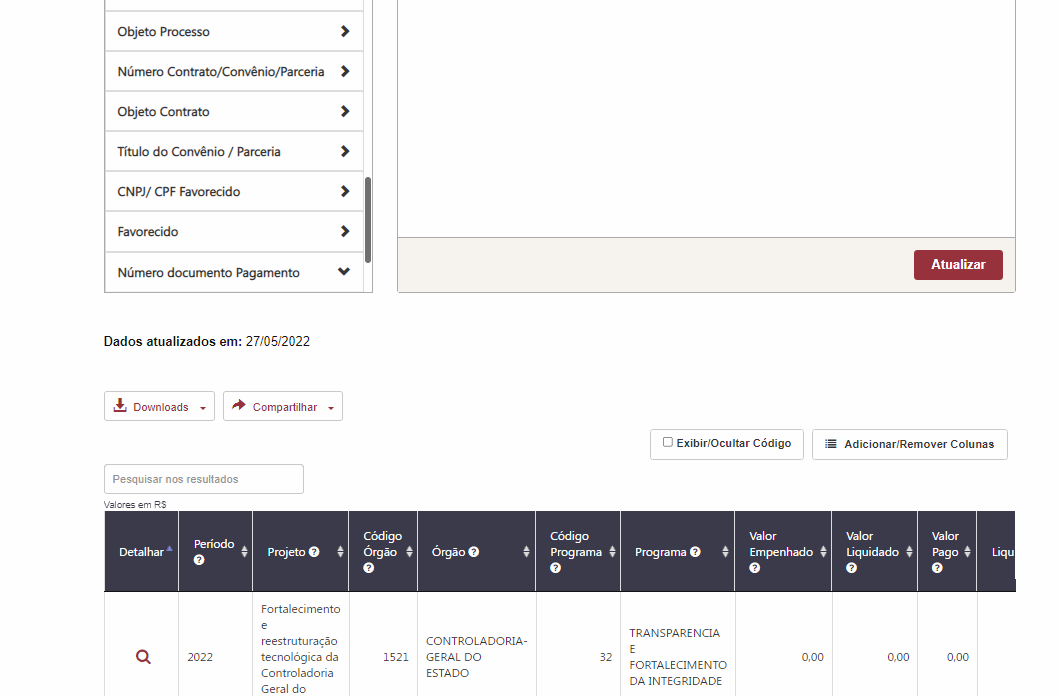 Objeto Processo
Número Contrato/Convênio/Parceria
Objeto Contrato
Título do Convênio / Parceria
CNPJ/ CPF Favorecido
Favorecido
Número documento Pagamento
Atualizar
Dados atualizados em: 27/05/2022
Downloads
Compartilhar
Exibir/Ocultar Código
Adicionar/Remover Colunas
Pesquisar nos resultados
Valores em R$
Detalhar
Período
Projeto
Código
Órgão
Órgão
Código
Programa
Programa
Valor
Empenhado
Valor
Liquidado
Valor
Pago
Liqu
2022
Fortalecimento
e
reestruturação
tecnológica da
Controladoria
Geral do
1521
CONTROLADORIA-
GERAL DO
ESTADO
32
TRANSPARENCIA
E
FORTALECIMENTO
DA INTEGRIDADE
0,00
0,00
0,00